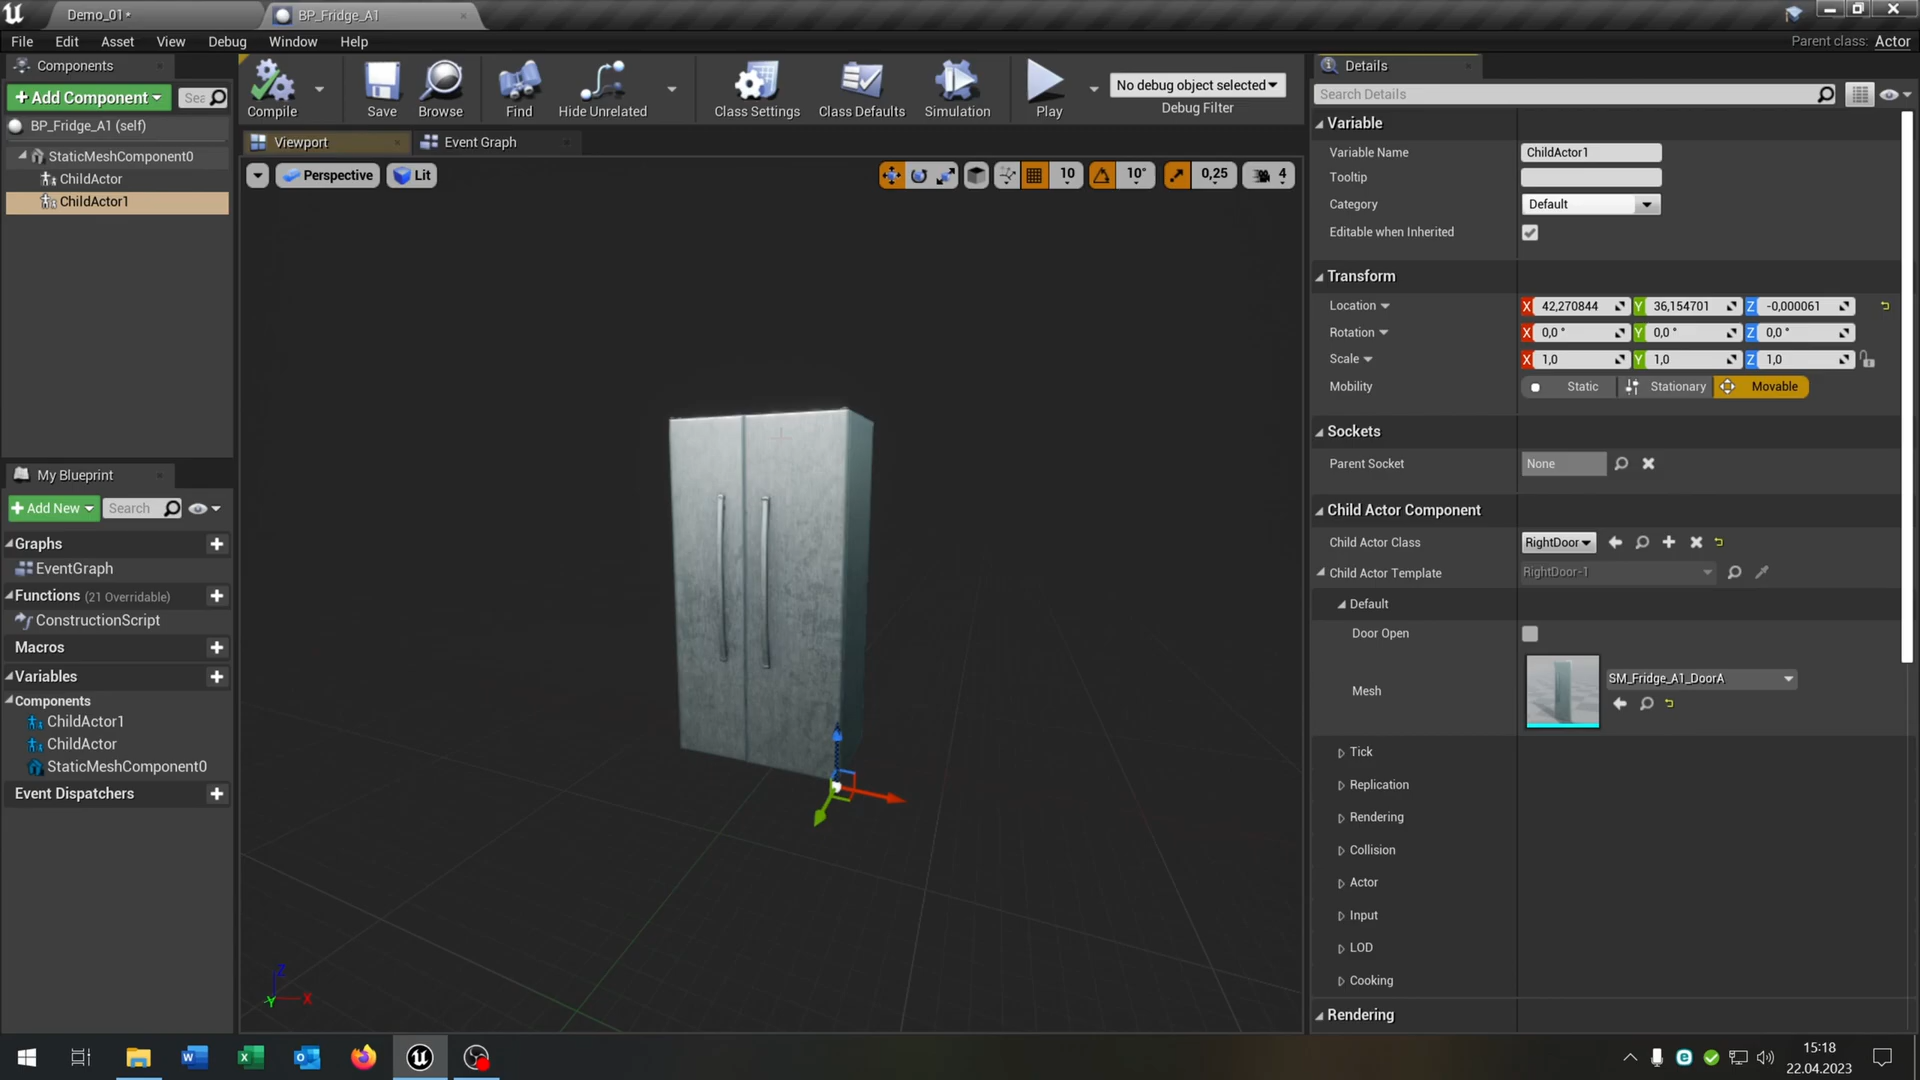 Demo_01•
BP_Fridge_A1
File Edit Asset View Debug Window Help
Parent class: Actor
Components
+ Add Component
Sea
BP_Fridge_A1 (self)
StaticMeshComponent0
ChildActor
ChildActor1
My Blueprint
+ Add New
Search
Graphs
EventGraph
Functions (21 Overridable)
ConstructionScript
Macros
Variables
Components
ChildActor1
ChildActor
StaticMeshComponent0
Event Dispatchers
Compile
Save
Browse
Find
Hide Unrelated
Class Settings
Class Defaults
Simulation
Play
No debug object selected
Debug Filter
Viewport
Event Graph
Perspective
Lit
10
10°
0,25
4
Z
Y
X
Details
Search Details
Variable
Variable Name ChildActor1
Tooltip
Category Default
Editable when Inherited
Transform
Location X 42,270844 Y 36,154701 Z -0,000061
Rotation X 0,0 ° Y 0,0 ° Z 0,0 °
Scale X 1,0 Y 1,0 Z 1,0
Mobility Static Stationary Movable
Sockets
Parent Socket None
Child Actor Component
Child Actor Class RightDoor
Child Actor Template RightDoor-1
Default
Door Open
Mesh SM_Fridge_A1_DoorA
Tick
Replication
Rendering
Collision
Actor
Input
LOD
Cooking
Rendering
15:18
22.04.2023